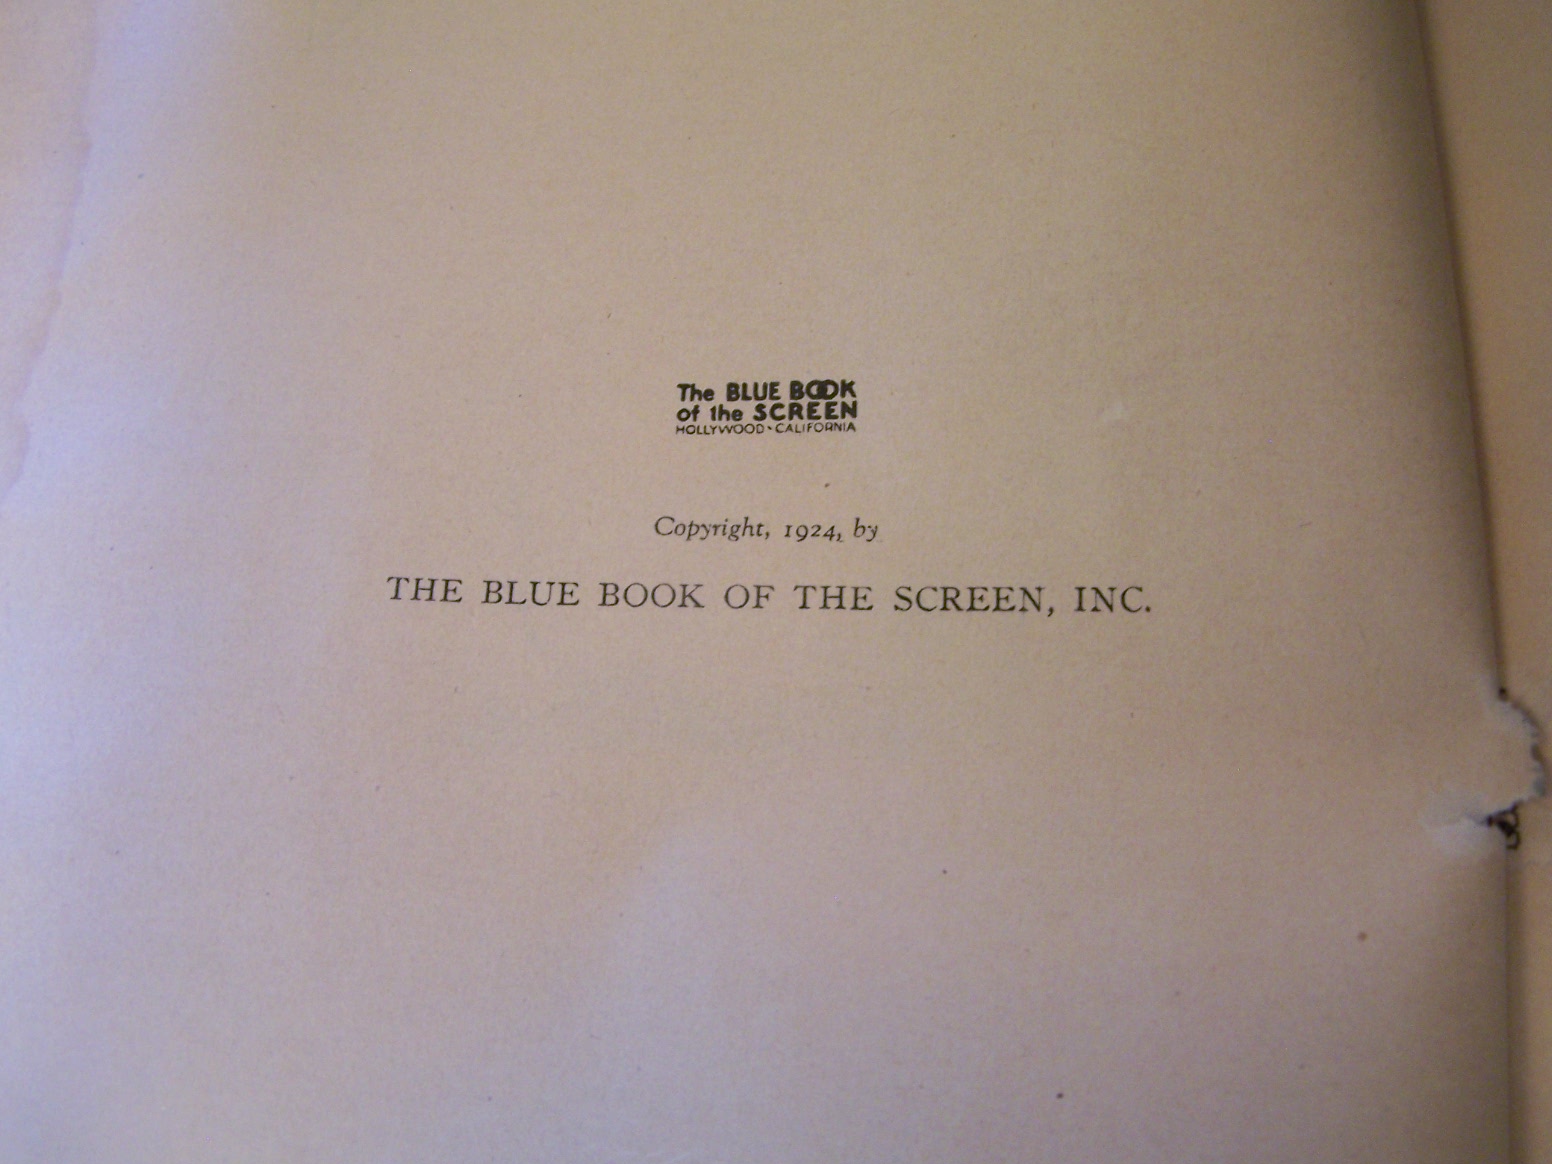 The BLUE BOOK
of the SCREEN
HOLLYWOOD·CALIFORNIA
Copyright, 1924, by
THE BLUE BOOK OF THE SCREEN, INC.